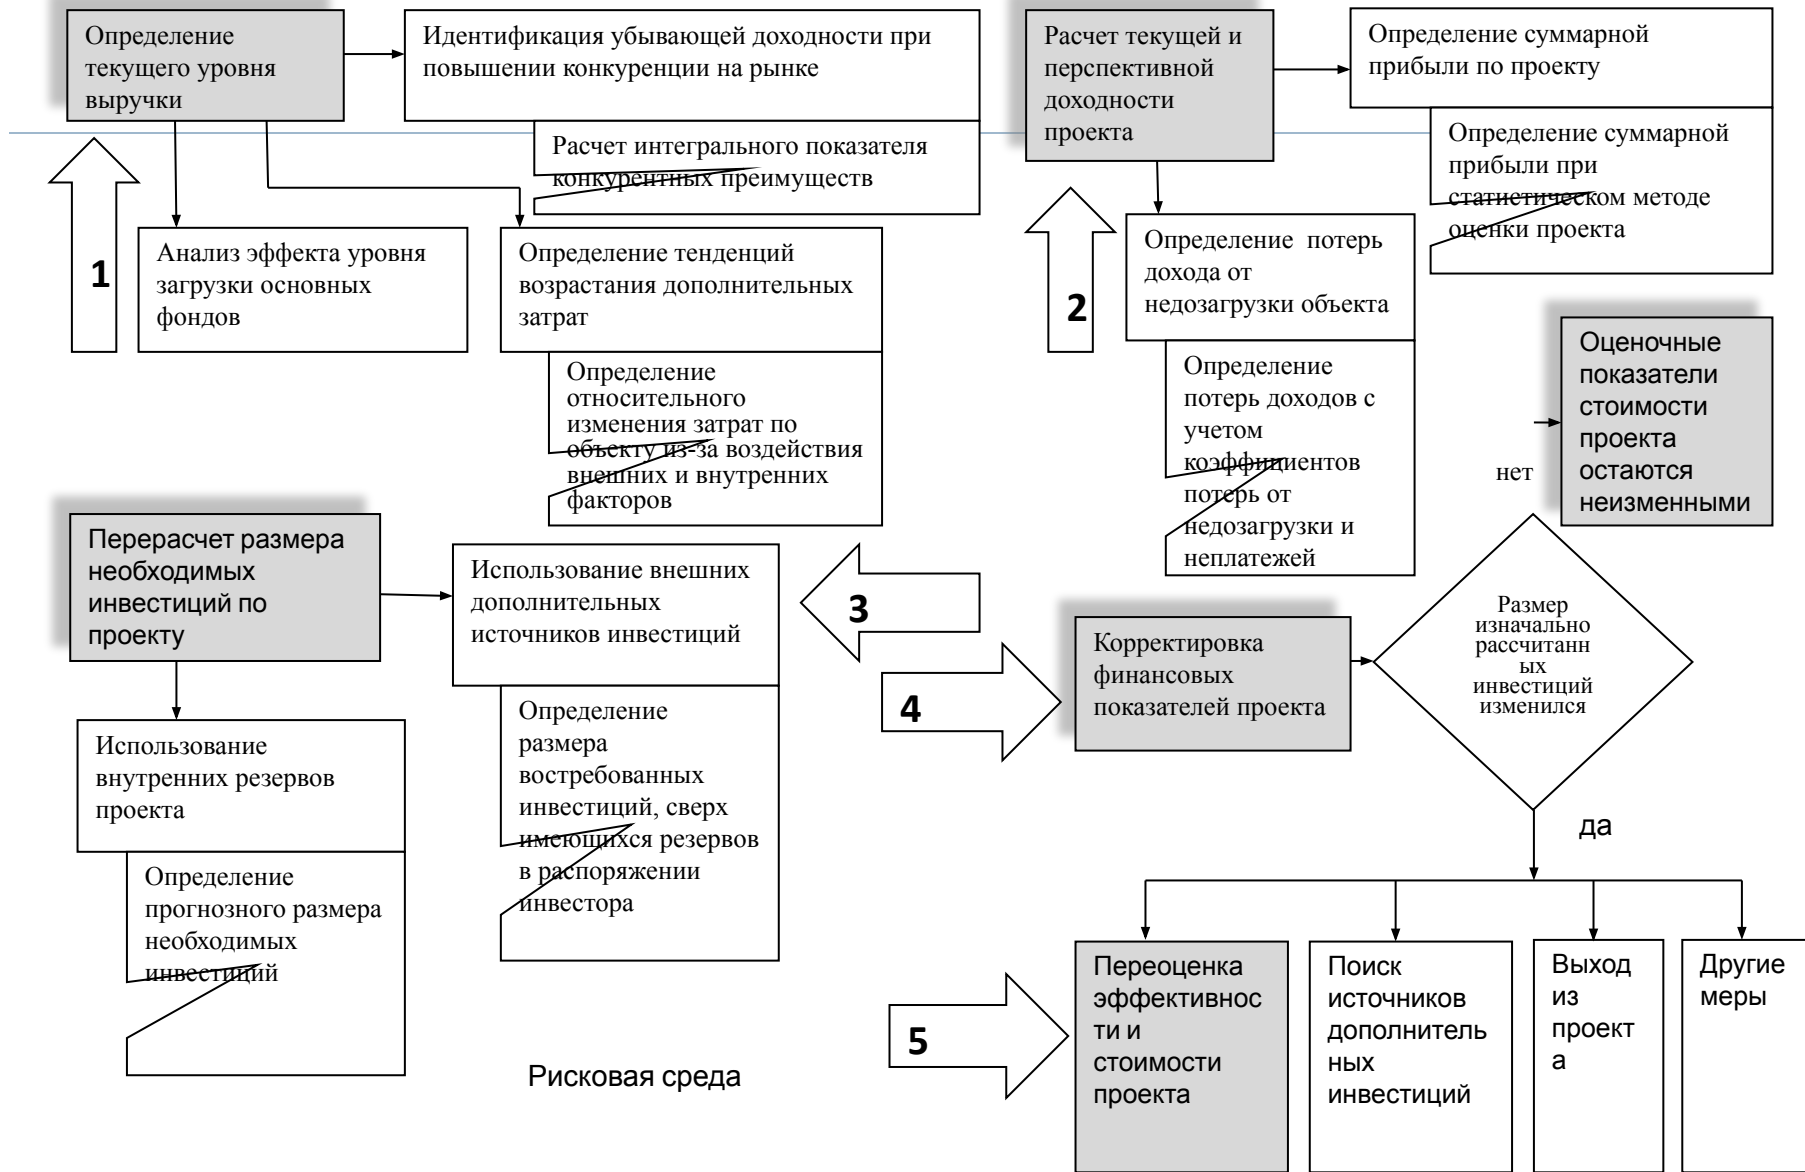 Определение
текущего уровня
выручки
Идентификация убывающей доходности при
повышении конкуренции на рынке
Расчет интегрального показателя
конкурентных преимуществ
1
Анализ эффекта уровня
загрузки основных
фондов
Определение тенденций
возрастания дополнительных
затрат
Определение
относительного
изменения затрат по
объекту из-за воздействия
внешних и внутренних
факторов
Расчет текущей и
перспективной
доходности
проекта
Определение суммарной
прибыли по проекту
Определение суммарной
прибыли при
статистическом методе
оценки проекта
2
Определение  потерь
дохода от
недозагрузки объекта
Определение
потерь доходов с
учетом
коэффициентов
потерь от
недозагрузки и
неплатежей
Оценочные
показатели
стоимости
проекта
остаются
неизменными
нет
Перерасчет размера
необходимых
инвестиций по
проекту
Использование внешних
дополнительных
источников инвестиций
3
Определение
размера
востребованных
инвестиций, сверх
имеющихся резервов
в распоряжении
инвестора
Использование
внутренних резервов
проекта
Определение
прогнозного размера
необходимых
инвестиций
4
Корректировка
финансовых
показателей проекта
Размер
изначально
рассчитанн
ых
инвестиций
изменился
да
5
Переоценка
эффективнос
ти и
стоимости
проекта
Поиск
источников
дополнитель
ных
инвестиций
Выход
из
проект
а
Другие
меры
Рисковая среда